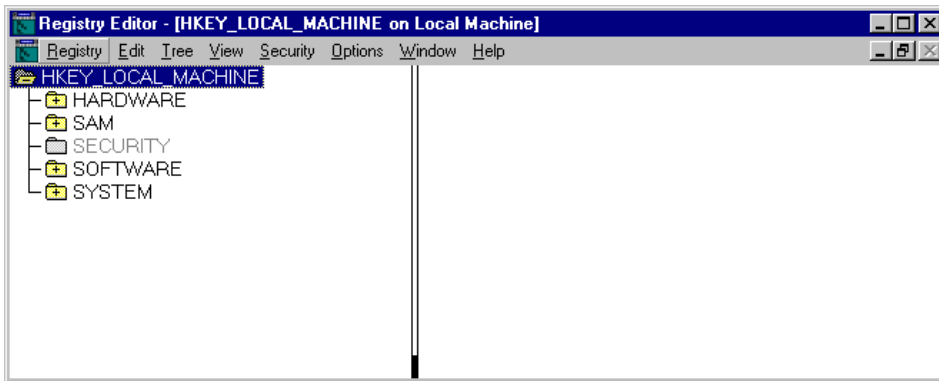 Registry Editor - [HKEY_LOCAL_MACHINE on Local Machine]
Registry Edit Tree View Security Options Window Help
HKEY_LOCAL_MACHINE
HARDWARE
SAM
SECURITY
SOFTWARE
SYSTEM